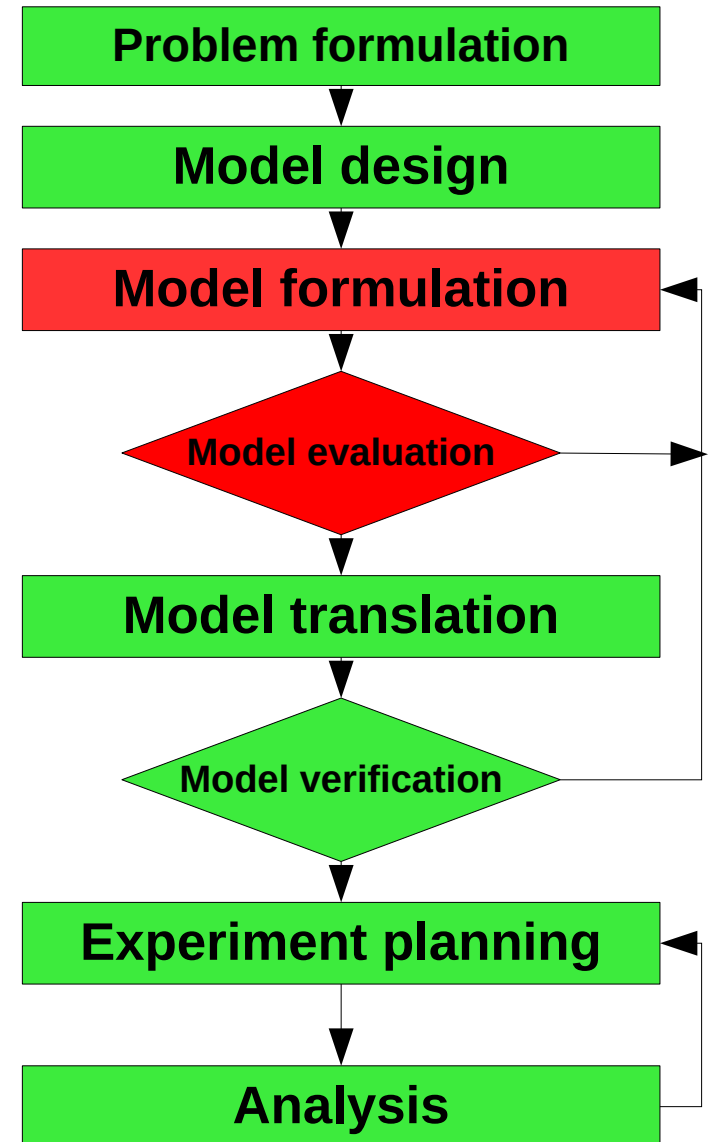 Problem formulation
Model design
Model formulation
Model evaluation
Model translation
Model verification
Experiment planning
Analysis